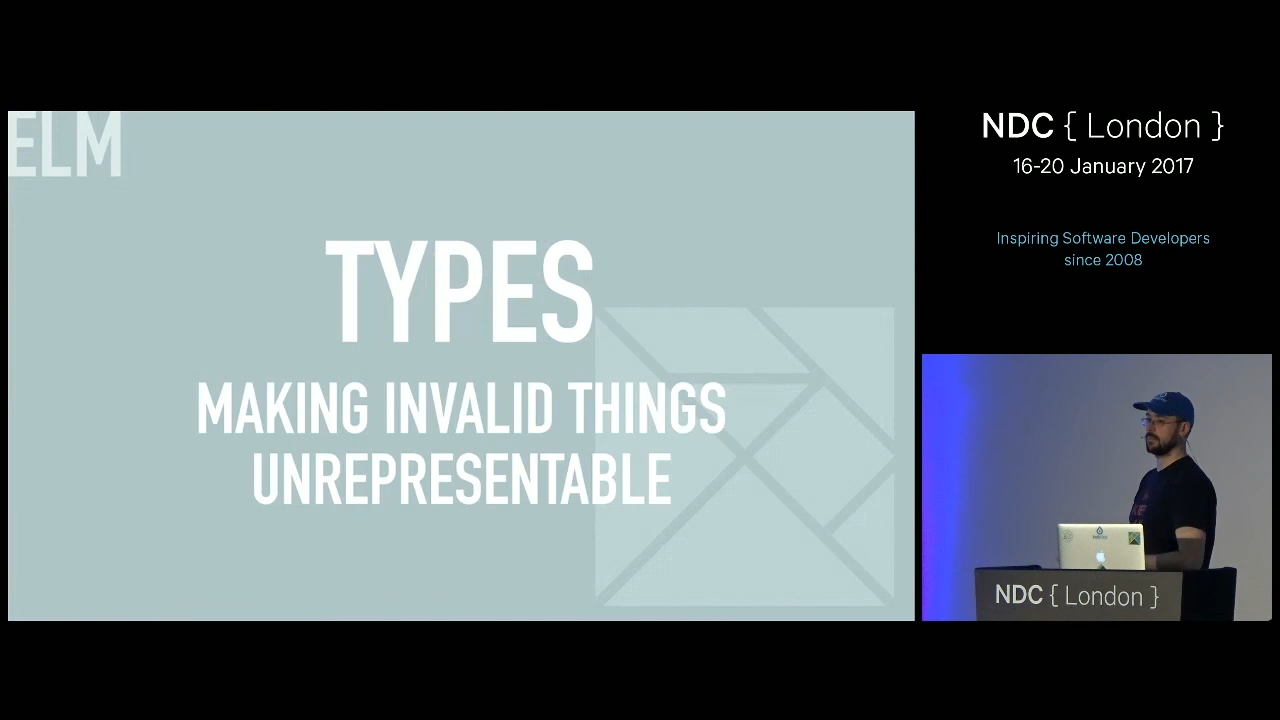 ELM
TYPES
MAKING INVALID THINGS
UNREPRESENTABLE
NDC { London }
16-20 January 2017
Inspiring Software Developers
since 2008
NDC { London }